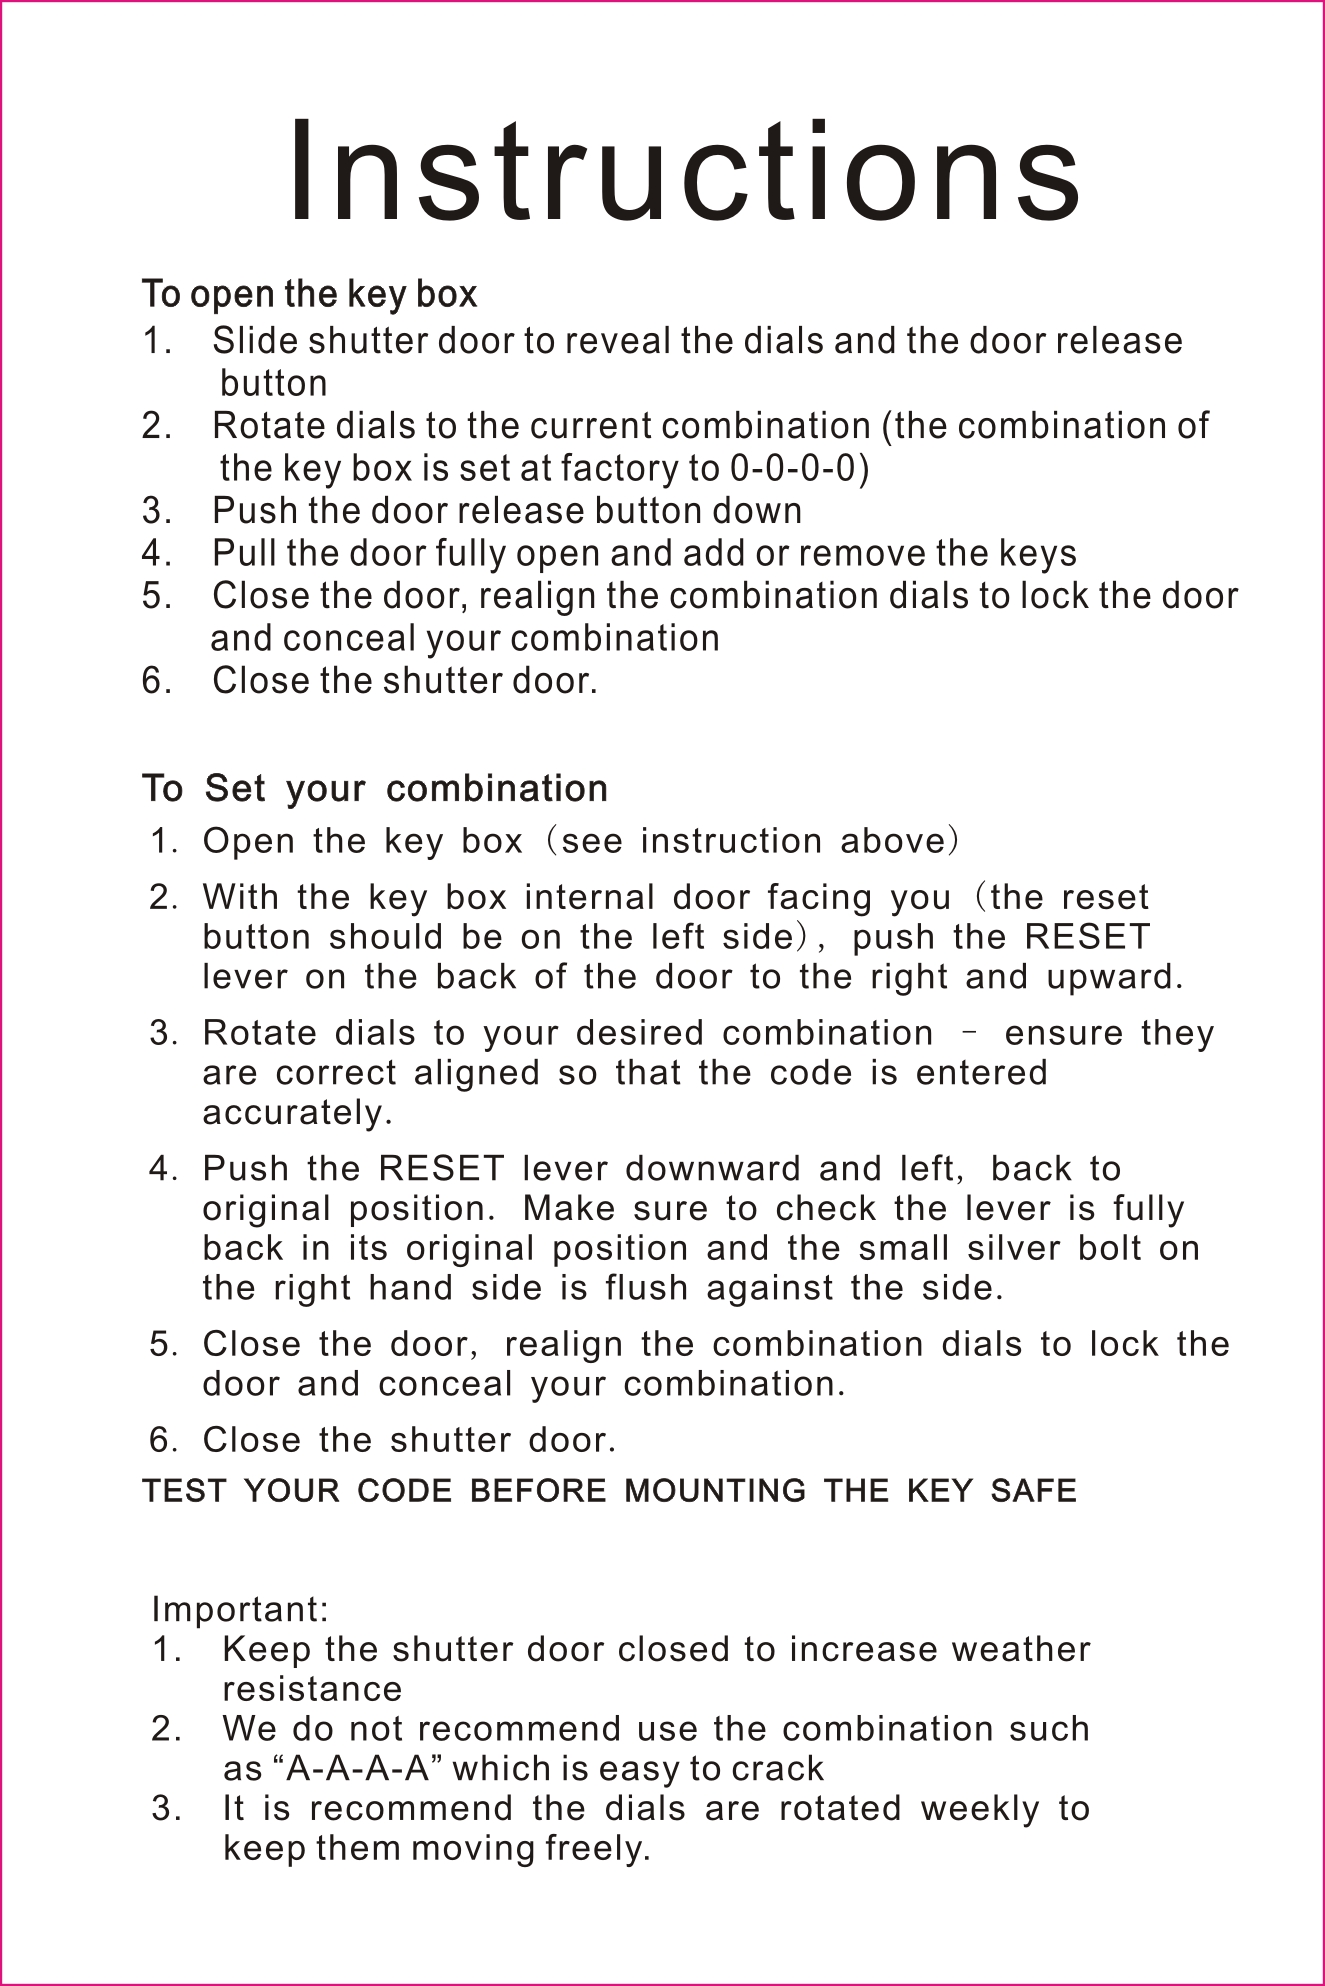 Instructions
To open the key box
1. Slide shutter door to reveal the dials and the door release
button
2. Rotate dials to the current combination (the combination of
the key box is set at factory to 0-0-0-0)
3. Push the door release button down
4. Pull the door fully open and add or remove the keys
5. Close the door, realign the combination dials to lock the door
and conceal your combination
6. Close the shutter door.
To Set your combination
1. Open the key box（see instruction above）
2. With the key box internal door facing you（the reset
button should be on the left side）, push the RESET
lever on the back of the door to the right and upward.
3. Rotate dials to your desired combination – ensure they
are correct aligned so that the code is entered
accurately.
4. Push the RESET lever downward and left, back to
original position. Make sure to check the lever is fully
back in its original position and the small silver bolt on
the right hand side is flush against the side.
5. Close the door, realign the combination dials to lock the
door and conceal your combination.
6. Close the shutter door.
TEST YOUR CODE BEFORE MOUNTING THE KEY SAFE
Important:
1. Keep the shutter door closed to increase weather
resistance
2. We do not recommend use the combination such
as “A-A-A-A” which is easy to crack
3. It is recommend the dials are rotated weekly to
keep them moving freely.